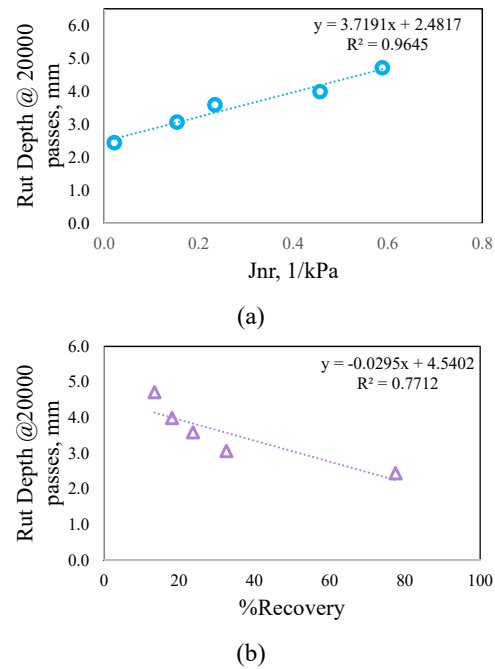 y = 3.7191x + 2.4817
R² = 0.9645
6.0
5.0
4.0
3.0
2.0
1.0
0.0
Rut Depth @ 20000
passes, mm
0.0 0.2 0.4 0.6 0.8
Jnr, 1/kPa
(a)
y = -0.0295x + 4.5402
R² = 0.7712
6.0
5.0
4.0
3.0
2.0
1.0
0.0
Rut Depth @20000
passes, mm
0 20 40 60 80 100
%Recovery
(b)